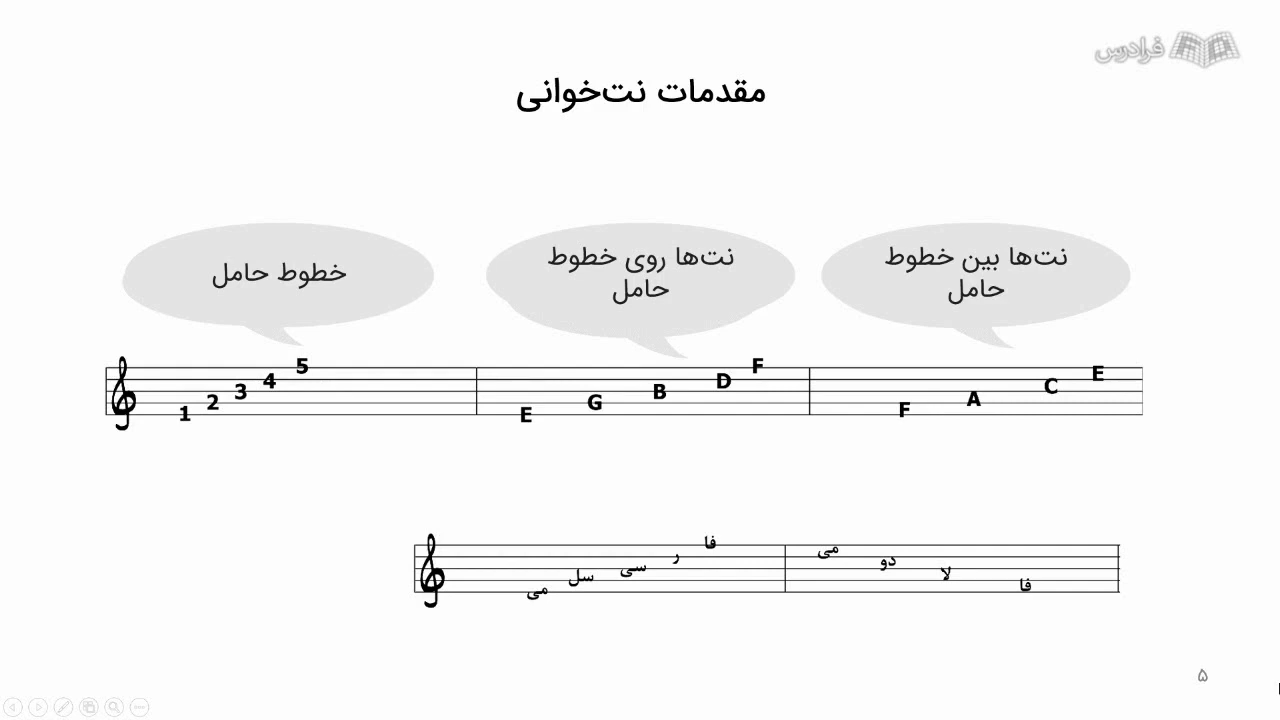 فرادرس
مقدمات نت‌خوانی
نت‌ها بین خطوط
حامل
نت‌ها روی خطوط
حامل
خطوط حامل
1 2 3 4 5
E G B D F
F A C E
می سل سی ر فا
می دو لا فا
۵